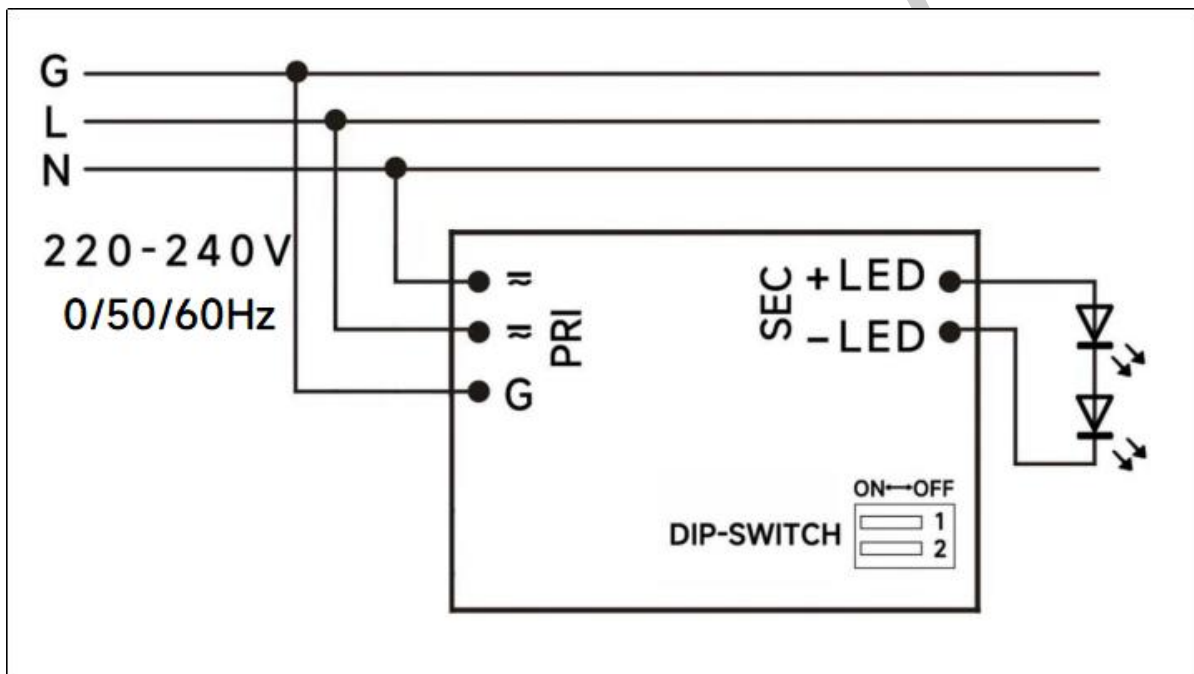 G
L
N
220-240V
0/50/60Hz
≂
≂
G
PRI
SEC
+LED
-LED
ON↔OFF
DIP-SWITCH
1
2